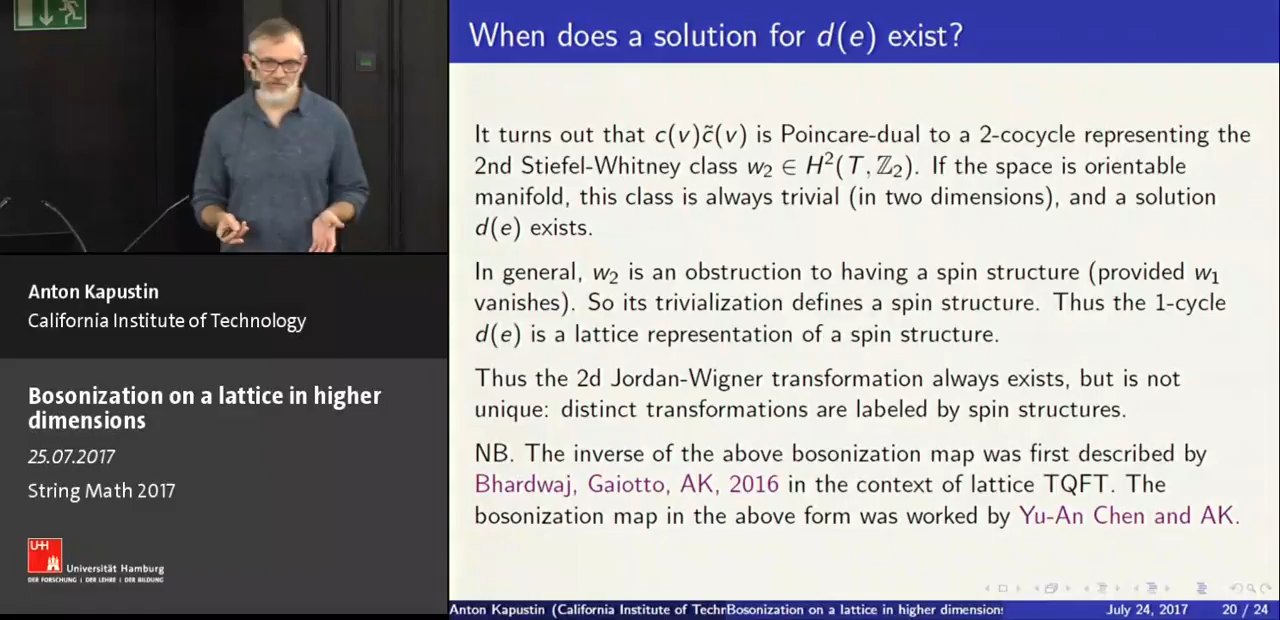 Anton Kapustin
California Institute of Technology
Bosonization on a lattice in higher
dimensions
25.07.2017
String Math 2017
UHH
Universität Hamburg
DER FORSCHUNG | DER LEHRE | DER BILDUNG
When does a solution for d(e) exist?
It turns out that c(v)c̃(v) is Poincare-dual to a 2-cocycle representing the
2nd Stiefel-Whitney class w₂ ∈ H²(T, ℤ₂). If the space is orientable
manifold, this class is always trivial (in two dimensions), and a solution
d(e) exists.
In general, w₂ is an obstruction to having a spin structure (provided w₁
vanishes). So its trivialization defines a spin structure. Thus the 1-cycle
d(e) is a lattice representation of a spin structure.
Thus the 2d Jordan-Wigner transformation always exists, but is not
unique: distinct transformations are labeled by spin structures.
NB. The inverse of the above bosonization map was first described by
Bhardwaj, Gaiotto, AK, 2016 in the context of lattice TQFT. The
bosonization map in the above form was worked by Yu-An Chen and AK.
Anton Kapustin (California Institute of Techn
Bosonization on a lattice in higher dimensions
July 24, 2017
20 / 24